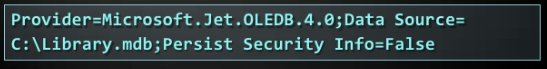 Provider=Microsoft.Jet.OLEDB.4.0;Data Source=
C:\Library.mdb;Persist Security Info=False